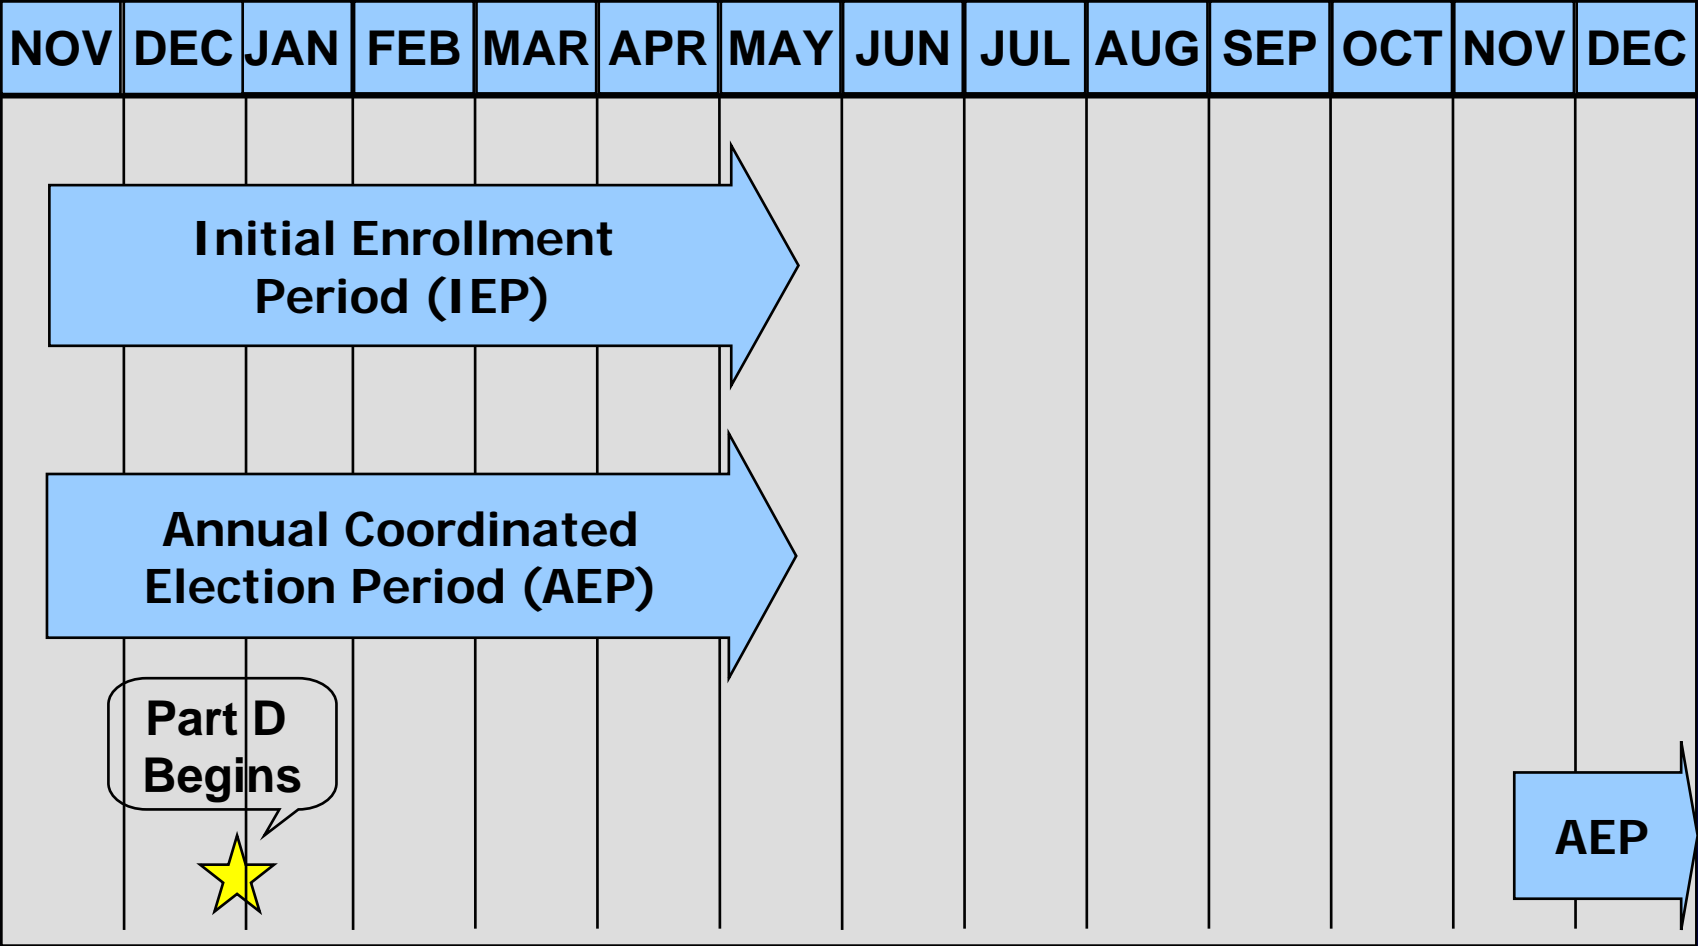 NOV DEC JAN FEB MAR APR MAY JUN JUL AUG SEP OCT NOV DEC
Initial Enrollment
Period (IEP)
Annual Coordinated
Election Period (AEP)
Part D
Begins
AEP